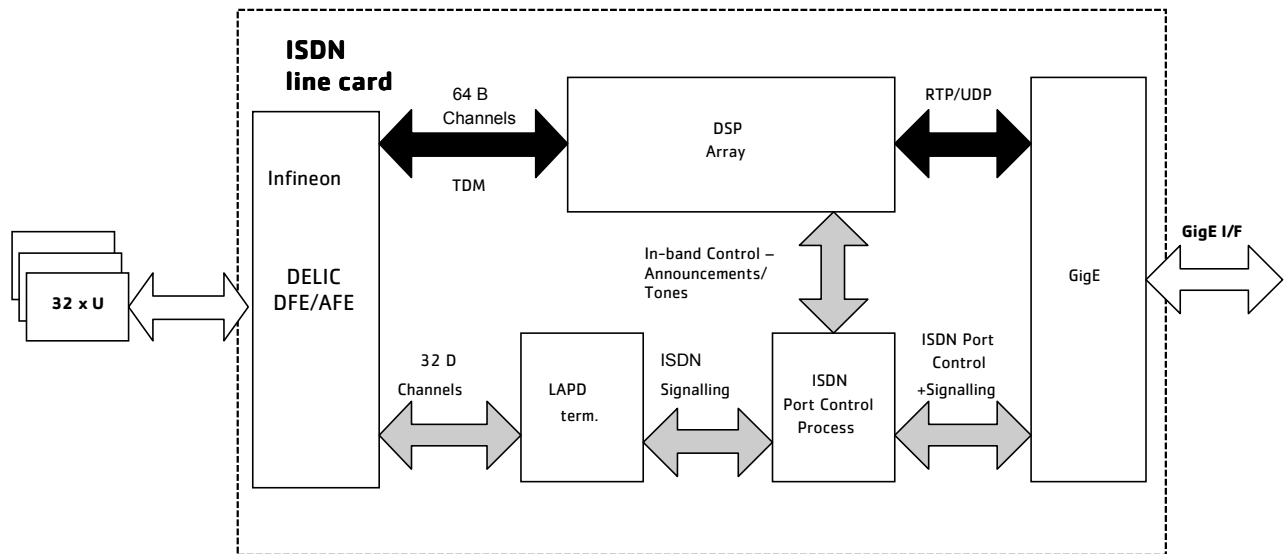 ISDN
line card
64 B
Channels
TDM
Infineon
DELIC
DFE/AFE
DSP
Array
RTP/UDP
GigE I/F
32 x U
In-band Control –
Announcements/
Tones
GigE
32 D
Channels
LAPD
term.
ISDN
Signalling
ISDN
Port Control
Process
ISDN Port
Control
+Signalling